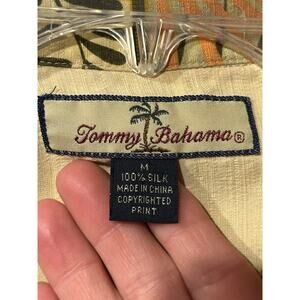 Tommy Bahama®
M
100% SILK
MADE IN CHINA
COPYRIGHTED
PRINT